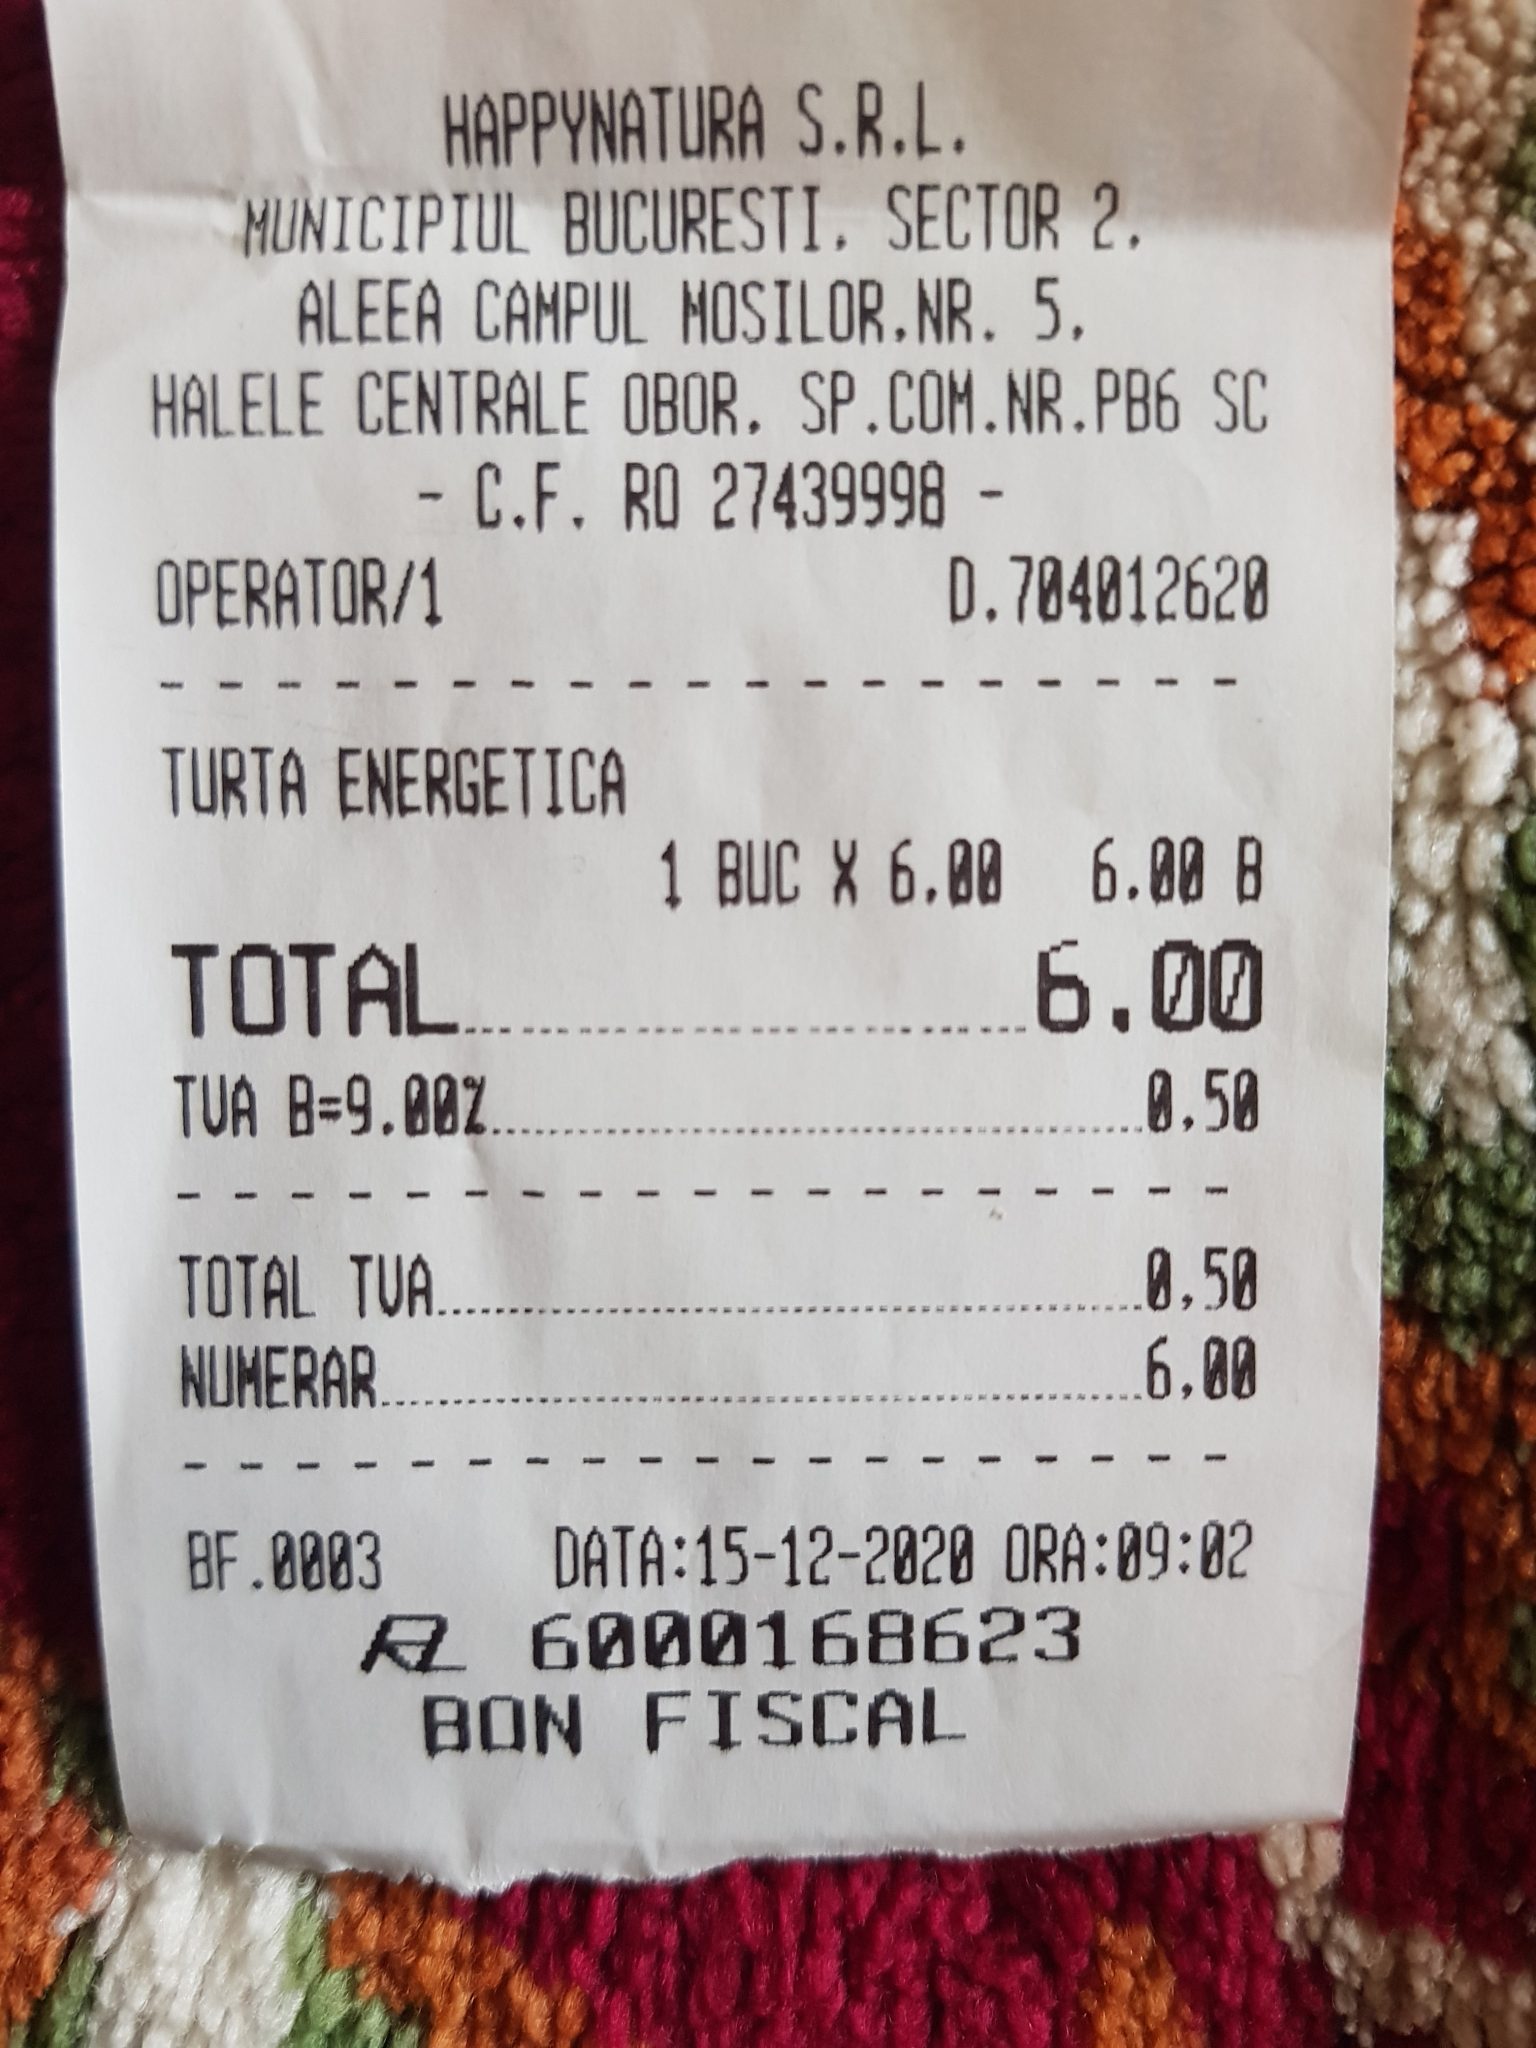 HAPPYNATURA S.R.L.
MUNICIPIUL BUCURESTI. SECTOR 2.
ALEEA CAMPUL MOSILOR.NR. 5.
HALELE CENTRALE OBOR. SP.COM.NR.PB6 SC
- C.F. RO 27439998 -
OPERATOR/1 D.704012620
TURTA ENERGETICA
1 BUC X 6.00 6.00 B
TOTAL 6.00
TVA B=9.00% 0.50
TOTAL TVA 0.50
NUMERAR 6.00
BF.0003 DATA:15-12-2020 ORA:09:02
6000168623
BON FISCAL